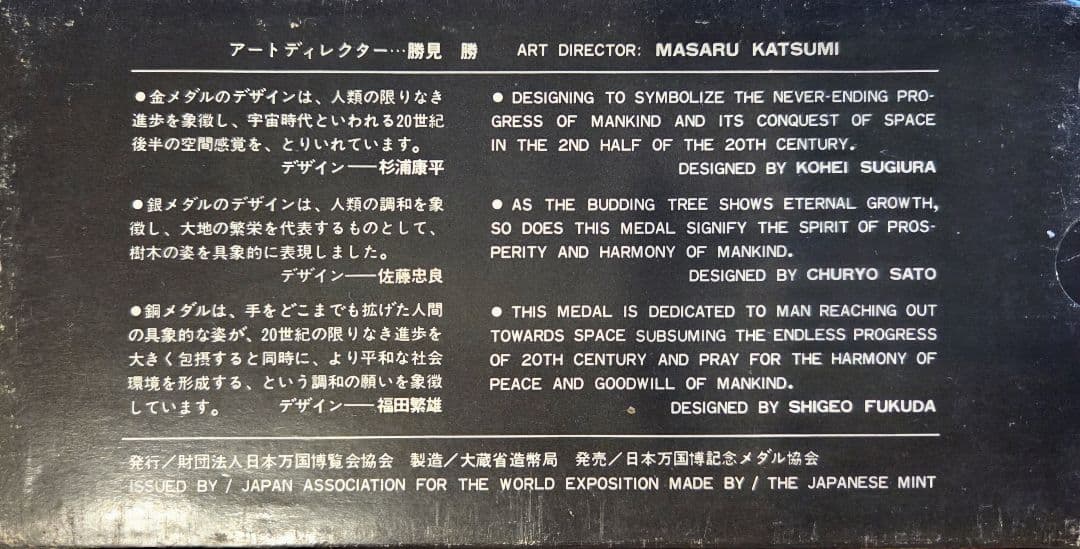 アートディレクター…勝見 勝 ART DIRECTOR: MASARU KATSUMI
●金メダルのデザインは、人類の限りなき
進歩を象徴し、宇宙時代といわれる20世紀
後半の空間感覚を、とりいれています。
デザイン──杉浦康平
● DESIGNING TO SYMBOLIZE THE NEVER-ENDING PRO-
GRESS OF MANKIND AND ITS CONQUEST OF SPACE
IN THE 2ND HALF OF THE 20TH CENTURY.
DESIGNED BY KOHEI SUGIURA
●銀メダルのデザインは、人類の調和を象
徴し、大地の繁栄を代表するものとして、
樹木の姿を具象的に表現しました。
デザイン──佐藤忠良
● AS THE BUDDING TREE SHOWS ETERNAL GROWTH,
SO DOES THIS MEDAL SIGNIFY THE SPIRIT OF PROS-
PERITY AND HARMONY OF MANKIND.
DESIGNED BY CHURYO SATO
●銅メダルは、手をどこまでも拡げた人間
の具象的な姿が、20世紀の限りなき進歩を
大きく包摂すると同時に、より平和な社会
環境を形成する、という調和の願いを象徴
しています。 デザイン──福田繁雄
● THIS MEDAL IS DEDICATED TO MAN REACHING OUT
TOWARDS SPACE SUBSUMING THE ENDLESS PROGRESS
OF 20TH CENTURY AND PRAY FOR THE HARMONY OF
PEACE AND GOODWILL OF MANKIND.
DESIGNED BY SHIGEO FUKUDA
発行／財団法人日本万国博覧会協会 製造／大蔵省造幣局 発売／日本万国博記念メダル協会
ISSUED BY / JAPAN ASSOCIATION FOR THE WORLD EXPOSITION MADE BY / THE JAPANESE MINT